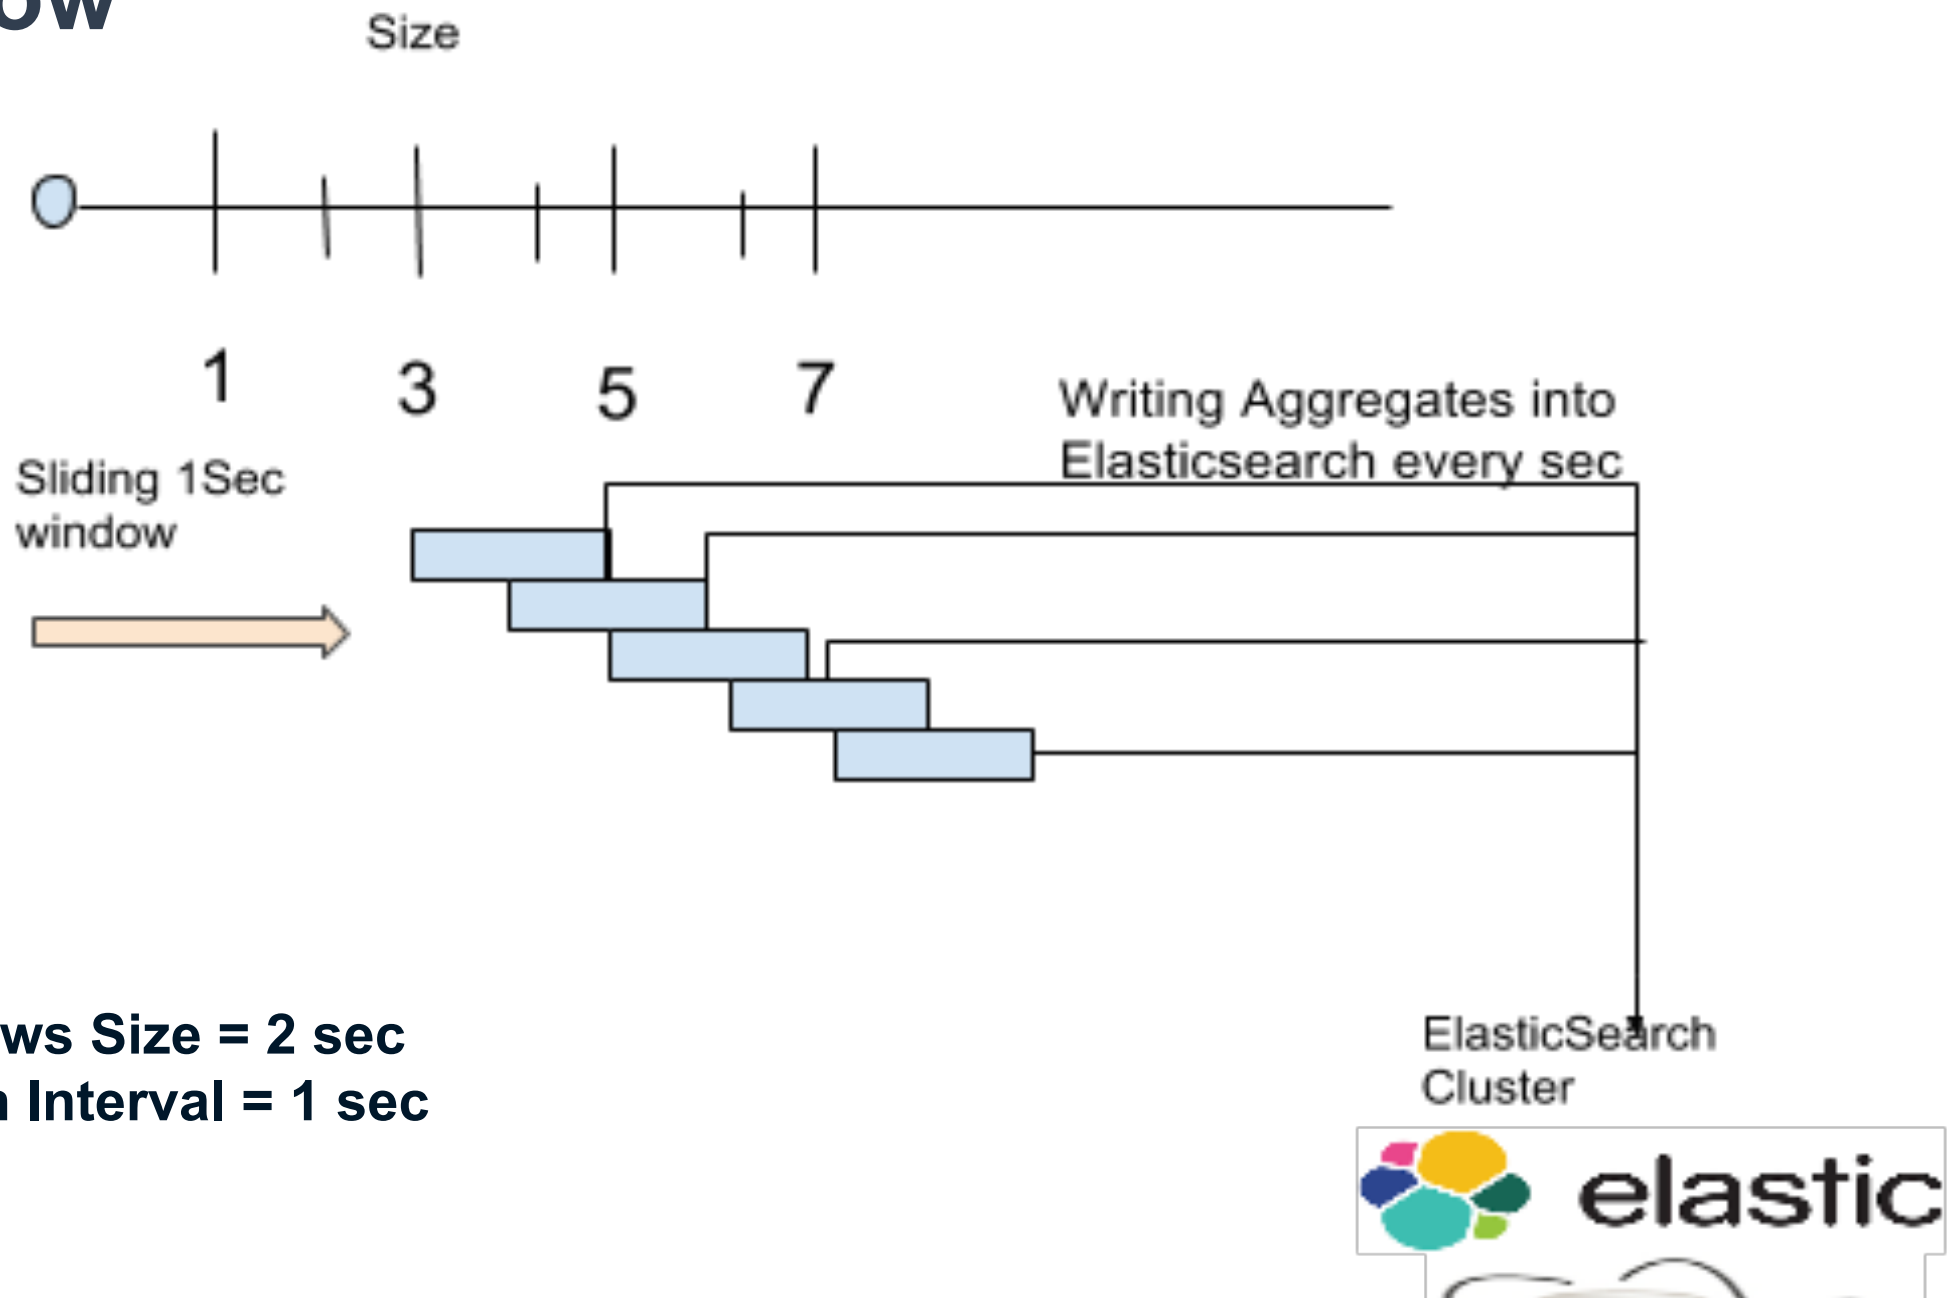 ow
Size
1 3 5 7
Writing Aggregates into
Elasticsearch every sec
Sliding 1Sec
window
ws Size = 2 sec
n Interval = 1 sec
ElasticSearch
Cluster
elastic